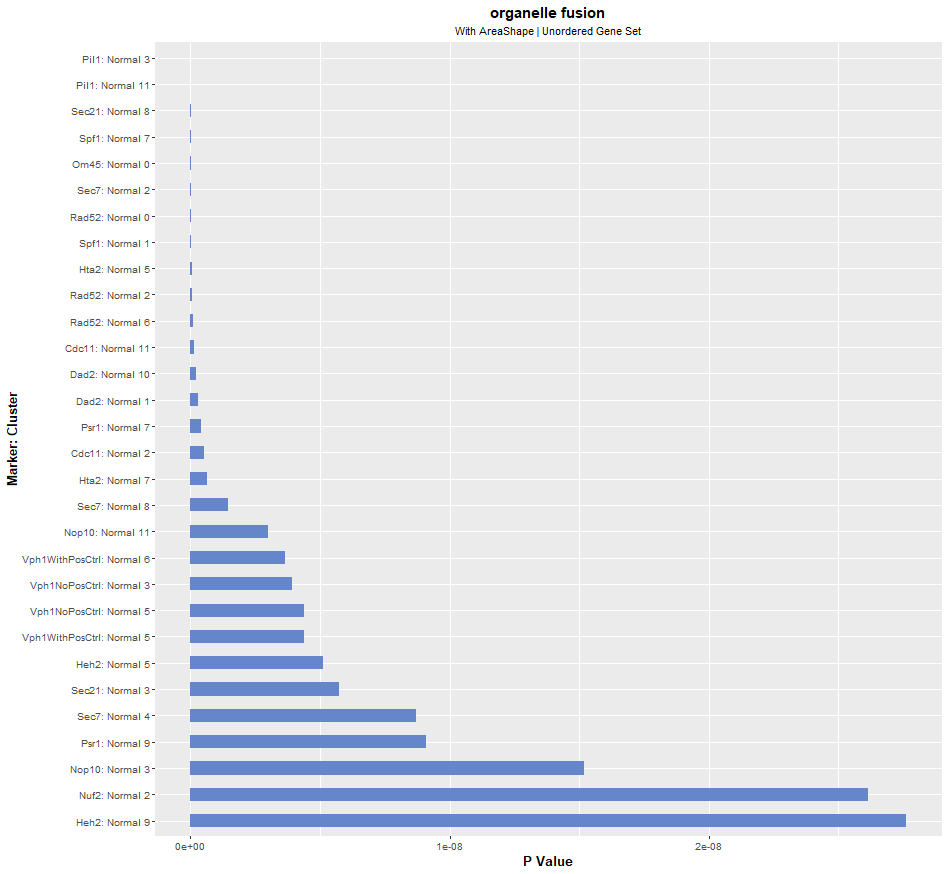 organelle fusion
With AreaShape | Unordered Gene Set
Marker: Cluster
Pil1: Normal 3
Pil1: Normal 11
Sec21: Normal 8
Spf1: Normal 7
Om45: Normal 0
Sec7: Normal 2
Rad52: Normal 0
Spf1: Normal 1
Hta2: Normal 5
Rad52: Normal 2
Rad52: Normal 6
Cdc11: Normal 11
Dad2: Normal 10
Dad2: Normal 1
Psr1: Normal 7
Cdc11: Normal 2
Hta2: Normal 7
Sec7: Normal 8
Nop10: Normal 11
Vph1WithPosCtrl: Normal 6
Vph1NoPosCtrl: Normal 3
Vph1NoPosCtrl: Normal 5
Vph1WithPosCtrl: Normal 5
Heh2: Normal 5
Sec21: Normal 3
Sec7: Normal 4
Psr1: Normal 9
Nop10: Normal 3
Nuf2: Normal 2
Heh2: Normal 9
0e+00 1e-08 2e-08
P Value